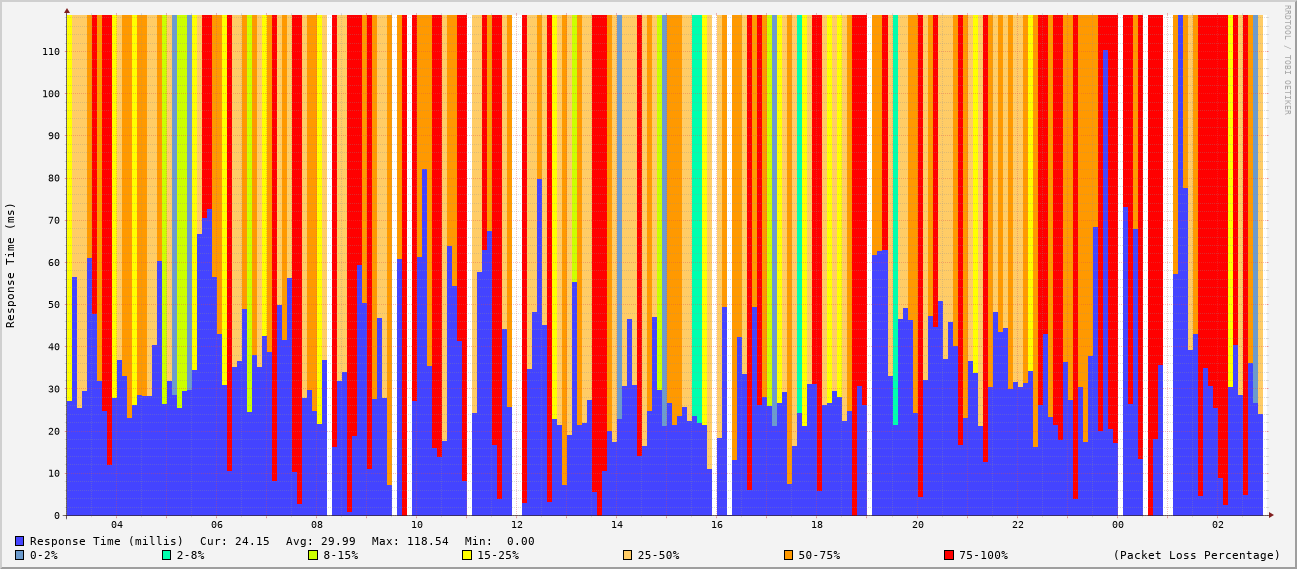 RRDTOOL / TOBI OETIKER
Response Time (ms)
110
100
90
80
70
60
50
40
30
20
10
0
04 06 08 10 12 14 16 18 20 22 00 02
Response Time (millis) Cur: 24.15 Avg: 29.99 Max: 118.54 Min: 0.00
0-2% 2-8% 8-15% 15-25% 25-50% 50-75% 75-100% (Packet Loss Percentage)